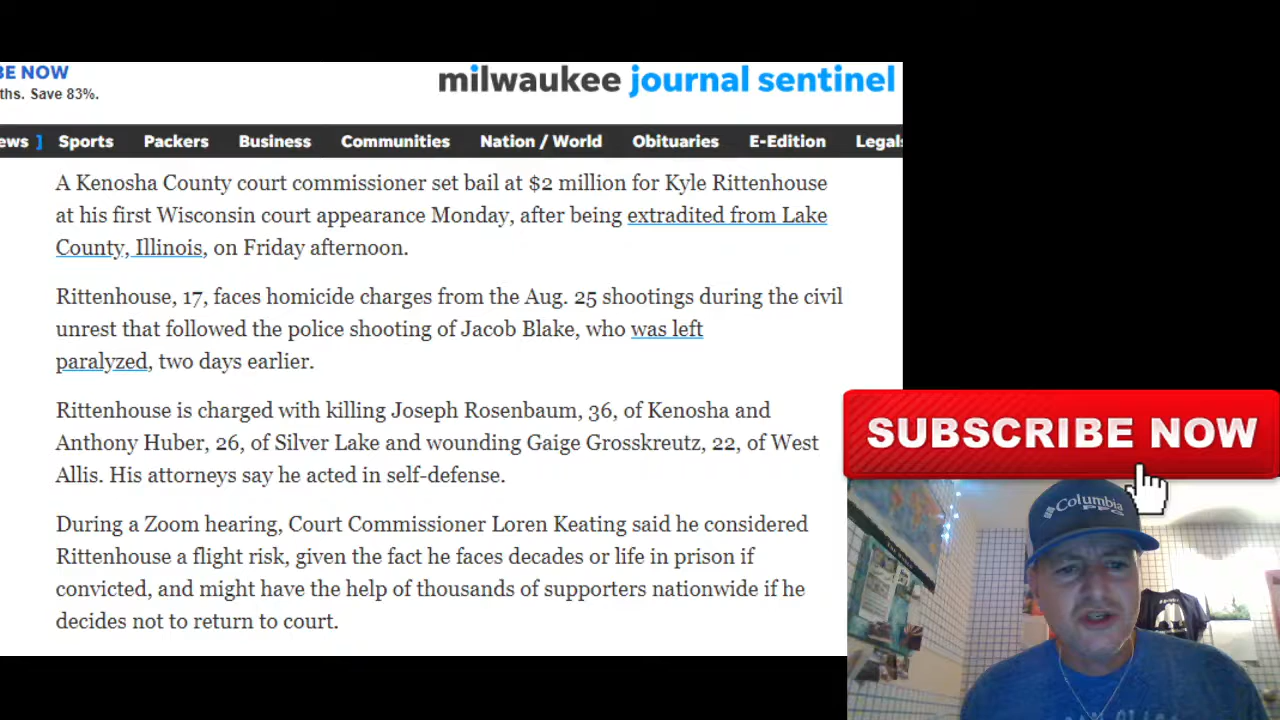 BE NOW
ths. Save 83%.
milwaukee journal sentinel
ews ] Sports Packers Business Communities Nation / World Obituaries E-Edition Legals
A Kenosha County court commissioner set bail at $2 million for Kyle Rittenhouse
at his first Wisconsin court appearance Monday, after being extradited from Lake
County, Illinois, on Friday afternoon.
Rittenhouse, 17, faces homicide charges from the Aug. 25 shootings during the civil
unrest that followed the police shooting of Jacob Blake, who was left
paralyzed, two days earlier.
Rittenhouse is charged with killing Joseph Rosenbaum, 36, of Kenosha and
Anthony Huber, 26, of Silver Lake and wounding Gaige Grosskreutz, 22, of West
Allis. His attorneys say he acted in self-defense.
During a Zoom hearing, Court Commissioner Loren Keating said he considered
Rittenhouse a flight risk, given the fact he faces decades or life in prison if
convicted, and might have the help of thousands of supporters nationwide if he
decides not to return to court.
SUBSCRIBE NOW
Columbia
PFG